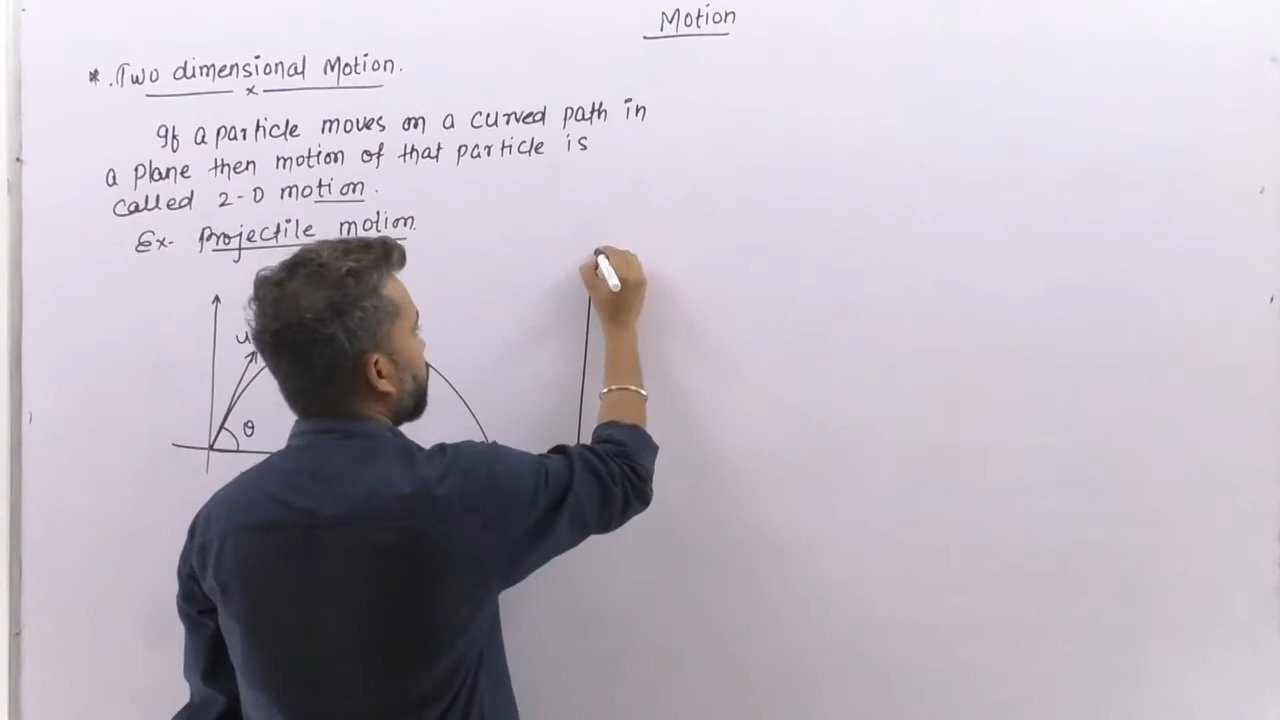 Motion
*. Two dimensional Motion.
If a particle moves on a curved path in
a plane then motion of that particle is
called 2-D motion.
Ex- Projectile motion.
u
θ